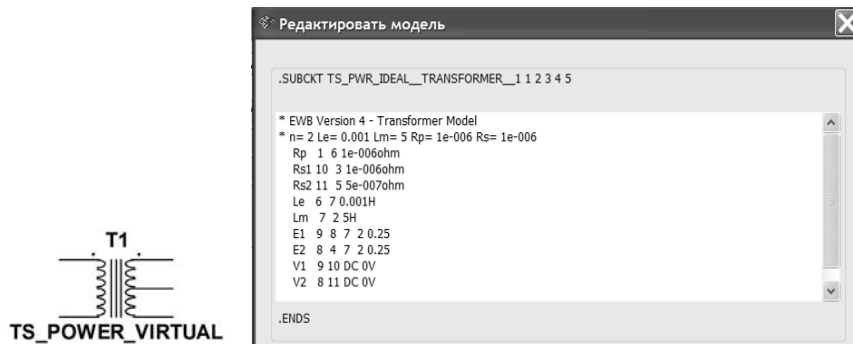 Редактировать модель
.SUBCKT TS_PWR_IDEAL__TRANSFORMER__1 1 2 3 4 5
* EWB Version 4 - Transformer Model
* n= 2 Le= 0.001 Lm= 5 Rp= 1e-006 Rs= 1e-006
Rp 1 6 1e-006ohm
Rs1 10 3 1e-006ohm
Rs2 11 5 5e-007ohm
Le 6 7 0.001H
Lm 7 2 5H
E1 9 8 7 2 0.25
E2 8 4 7 2 0.25
V1 9 10 DC 0V
V2 8 11 DC 0V
.ENDS
T1
TS_POWER_VIRTUAL